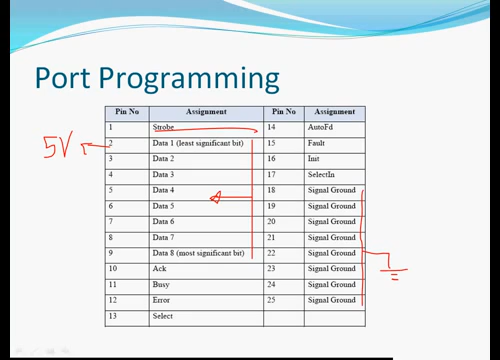 Port Programming
Pin No Assignment Pin No Assignment
1 Strobe 14 AutoFd
5V 2 Data 1 (least significant bit) 15 Fault
3 Data 2 16 Init
4 Data 3 17 SelectIn
5 Data 4 18 Signal Ground
6 Data 5 19 Signal Ground
7 Data 6 20 Signal Ground
8 Data 7 21 Signal Ground
9 Data 8 (most significant bit) 22 Signal Ground
10 Ack 23 Signal Ground
11 Busy 24 Signal Ground
12 Error 25 Signal Ground
13 Select